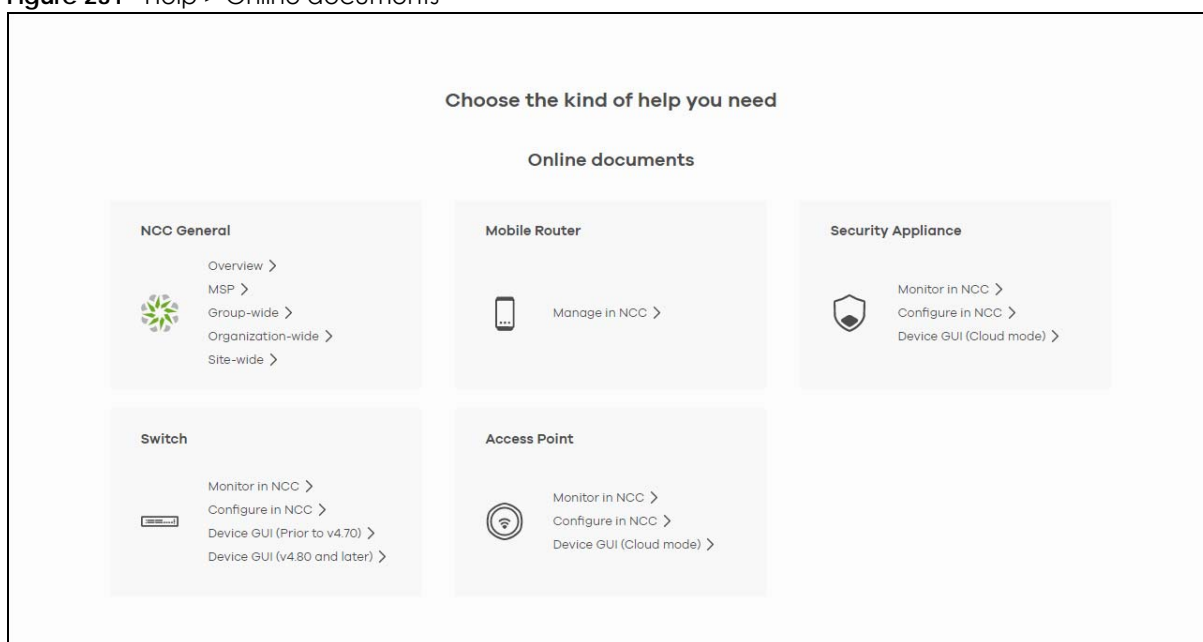 Figure Help > Online documents
Choose the kind of help you need
Online documents
NCC General
Overview >
MSP >
Group-wide >
Organization-wide >
Site-wide >
Mobile Router
Manage in NCC >
Security Appliance
Monitor in NCC >
Configure in NCC >
Device GUI (Cloud mode) >
Switch
Monitor in NCC >
Configure in NCC >
Device GUI (Prior to v4.70) >
Device GUI (v4.80 and later) >
Access Point
Monitor in NCC >
Configure in NCC >
Device GUI (Cloud mode) >